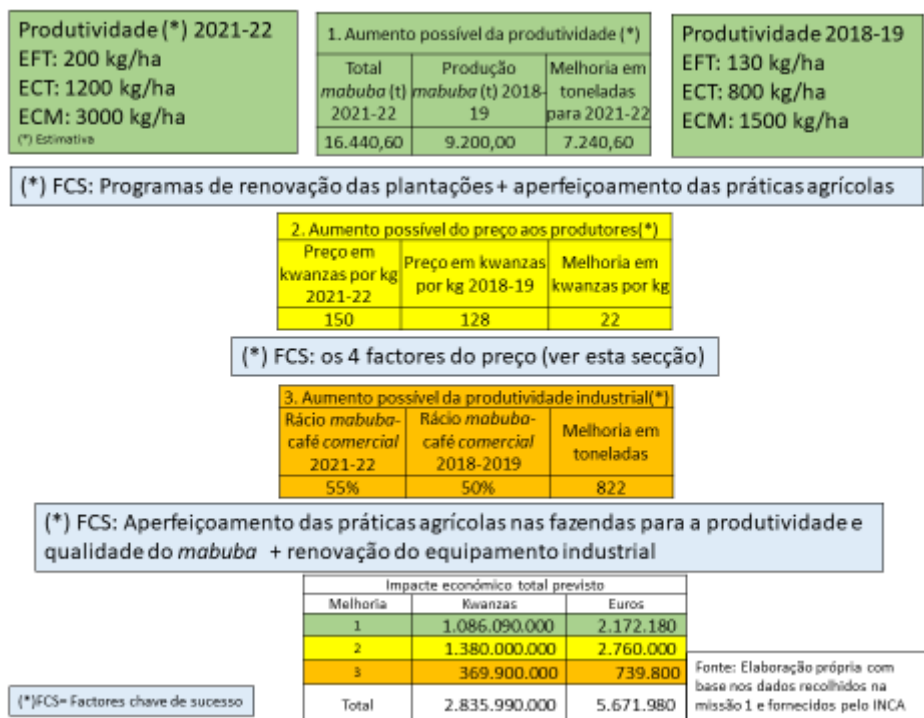 Produtividade (*) 2021-22
EFT: 200 kg/ha
ECT: 1200 kg/ha
ECM: 3000 kg/ha
(*) Estimativa
1. Aumento possível da produtividade (*)
Total mabuba (t) 2021-22
Produção mabuba (t) 2018-19
Melhoria em toneladas para 2021-22
16.440,60 9.200,00 7.240,60
Produtividade 2018-19
EFT: 130 kg/ha
ECT: 800 kg/ha
ECM: 1500 kg/ha
(*) FCS: Programas de renovação das plantações + aperfeiçoamento das práticas agrícolas
2. Aumento possível do preço aos produtores(*)
Preço em kwanzas por kg 2021-22
Preço em kwanzas por kg 2018-19
Melhoria em kwanzas por kg
150 128 22
(*) FCS: os 4 factores do preço (ver esta secção)
3. Aumento possível da produtividade industrial(*)
Rácio mabuba-café comercial 2021-22
Rácio mabuba-café comercial 2018-2019
Melhoria em toneladas
55% 50% 822
(*) FCS: Aperfeiçoamento das práticas agrícolas nas fazendas para a produtividade e
qualidade do mabuba + renovação do equipamento industrial
Impacte económico total previsto
Melhoria Kwanzas Euros
1 1.086.090.000 2.172.180
2 1.380.000.000 2.760.000
3 369.900.000 739.800
Total 2.835.990.000 5.671.980
(*)FCS= Factores chave de sucesso
Fonte: Elaboração própria com
base nos dados recolhidos na
missão 1 e fornecidos pelo INCA